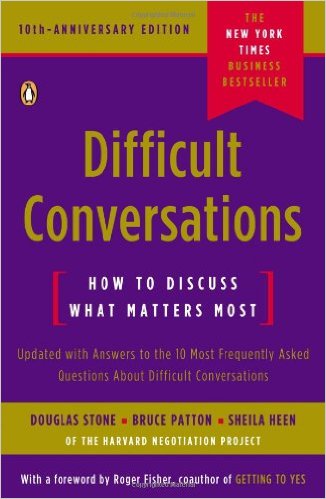 10th-ANNIVERSARY EDITION
THE
NEW YORK
TIMES
BUSINESS
BESTSELLER
Difficult
Conversations
[ HOW TO DISCUSS
WHAT MATTERS MOST ]
Updated with Answers to the 10 Most Frequently Asked
Questions About Difficult Conversations
DOUGLAS STONE ▪ BRUCE PATTON ▪ SHEILA HEEN
OF THE HARVARD NEGOTIATION PROJECT
With a foreword by Roger Fisher, coauthor of GETTING TO YES